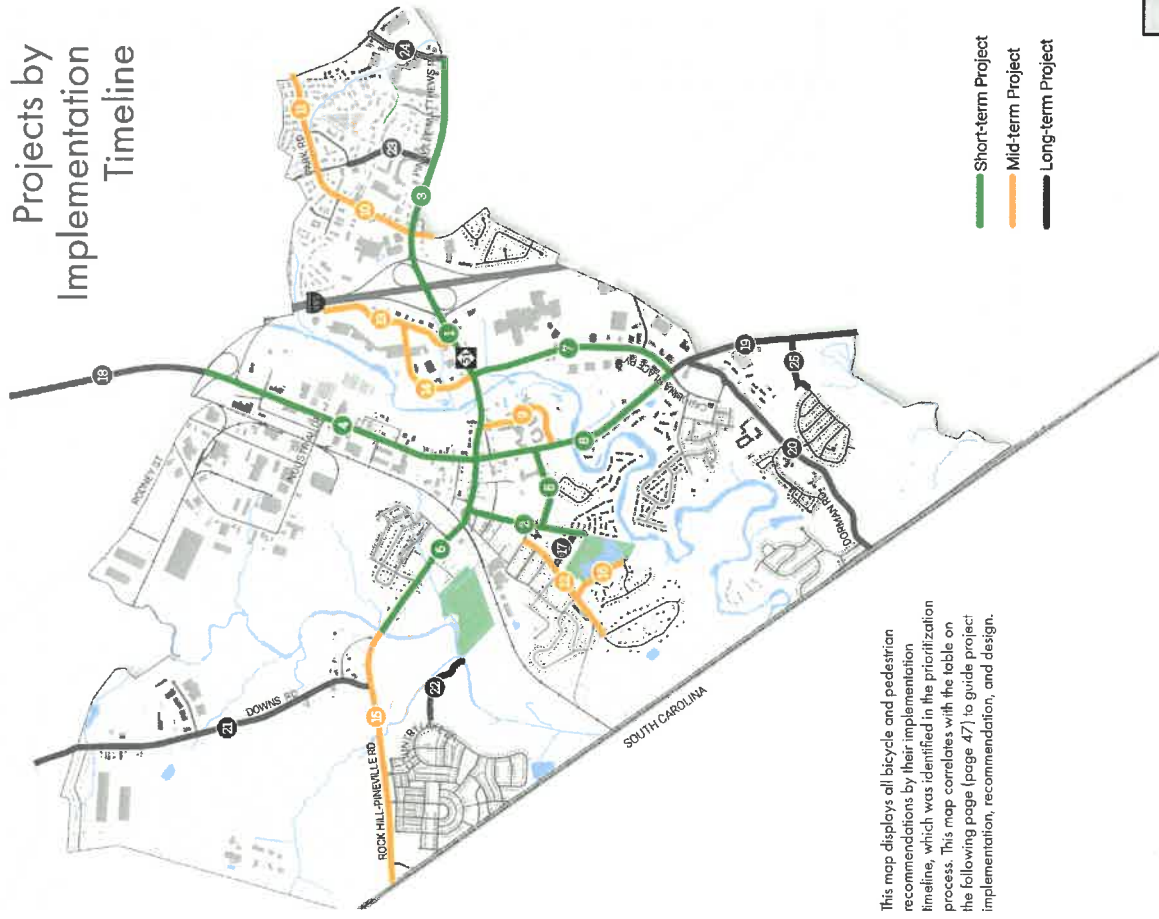 Projects by
Implementation
Timeline
24
11
PARK RD
23
3
10
13
1
51
7
14
9
18
4
RODNEY ST
8
19
25
20
DORMAN RD
5
2
17
12
16
6
22
15
21
DOWNS RD
ROCK HILL-PINEVILLE RD
SOUTH CAROLINA
Short-term Project
Mid-term Project
Long-term Project
This map displays all bicycle and pedestrian
recommendations by their implementation
timeline, which was identified in the prioritization
process. This map correlates with the table on
the following page (page 47) to guide project
implementation, recommendation, and design.